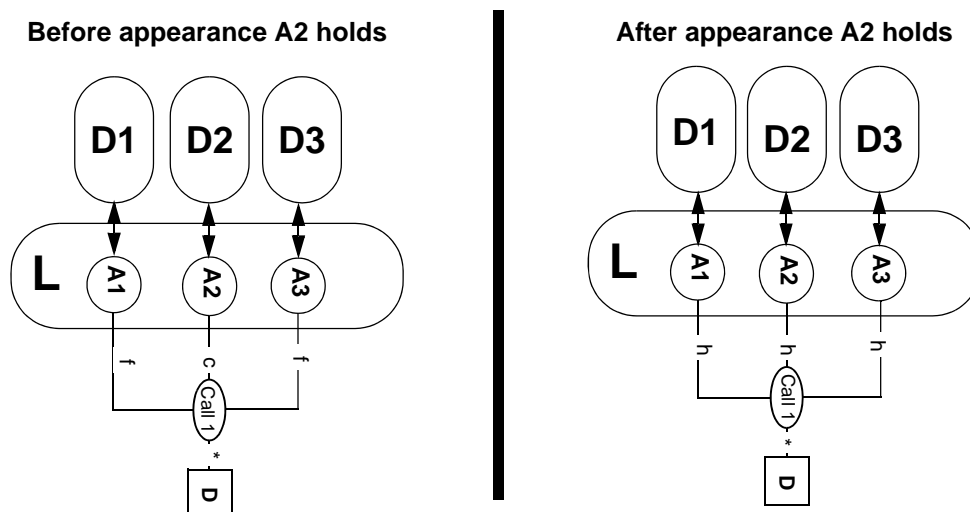 Before appearance A2 holds
D1 D2 D3
L A1 A2 A3
f c f
Call 1
*
D
After appearance A2 holds
D1 D2 D3
L A1 A2 A3
h h h
Call 1
*
D